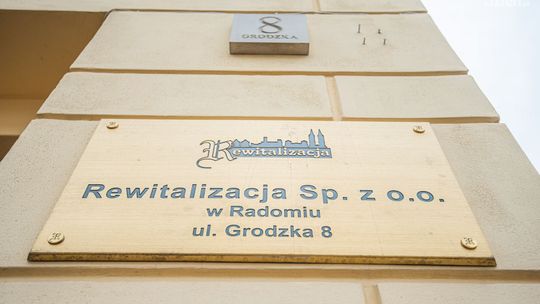 8
GRODZKA
Rewitalizacja
Rewitalizacja Sp. z o.o.
w Radomiu
ul. Grodzka 8